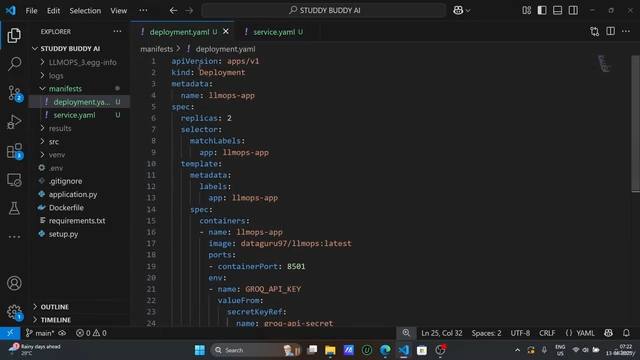 STUDDY BUDDY AI
EXPLORER
STUDDY BUDDY AI
LLMOPS_3.egg-info
logs
manifests
deployment.ya... U
service.yaml U
results
src
venv
.env
.gitignore
application.py
Dockerfile
requirements.txt
setup.py
OUTLINE
TIMELINE
deployment.yaml U
service.yaml U
manifests > deployment.yaml
1 apiVersion: apps/v1
2 kind: Deployment
3 metadata:
4 name: llmops-app
5 spec:
6 replicas: 2
7 selector:
8 matchLabels:
9 app: llmops-app
10 template:
11 metadata:
12 labels:
13 app: llmops-app
14 spec:
15 containers:
16 - name: llmops-app
17 image: dataguru97/llmops:latest
18 ports:
19 - containerPort: 8501
20 env:
21 - name: GROQ_API_KEY
22 valueFrom:
23 secretKeyRef:
24 name: groq-api-secret
main* 0 0 Ln 25, Col 32 Spaces: 2 UTF-8 CRLF {} YAML
Rainy days ahead
28°C
Search
ENG
US
07:22